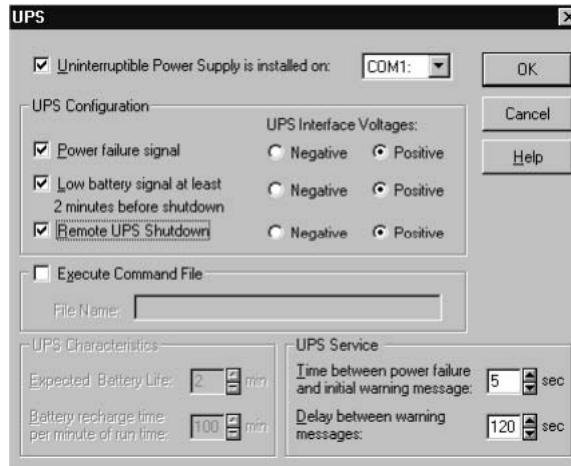 UPS
Uninterruptible Power Supply is installed on: COM1:
OK
Cancel
Help
UPS Configuration
UPS Interface Voltages:
Power failure signal Negative Positive
Low battery signal at least Negative Positive
2 minutes before shutdown
Remote UPS Shutdown Negative Positive
Execute Command File
File Name:
UPS Characteristics
Expected Battery Life: 2 min
Battery recharge time
per minute of run time: 100 min
UPS Service
Time between power failure
and initial warning message: 5 sec
Delay between warning
messages: 120 sec